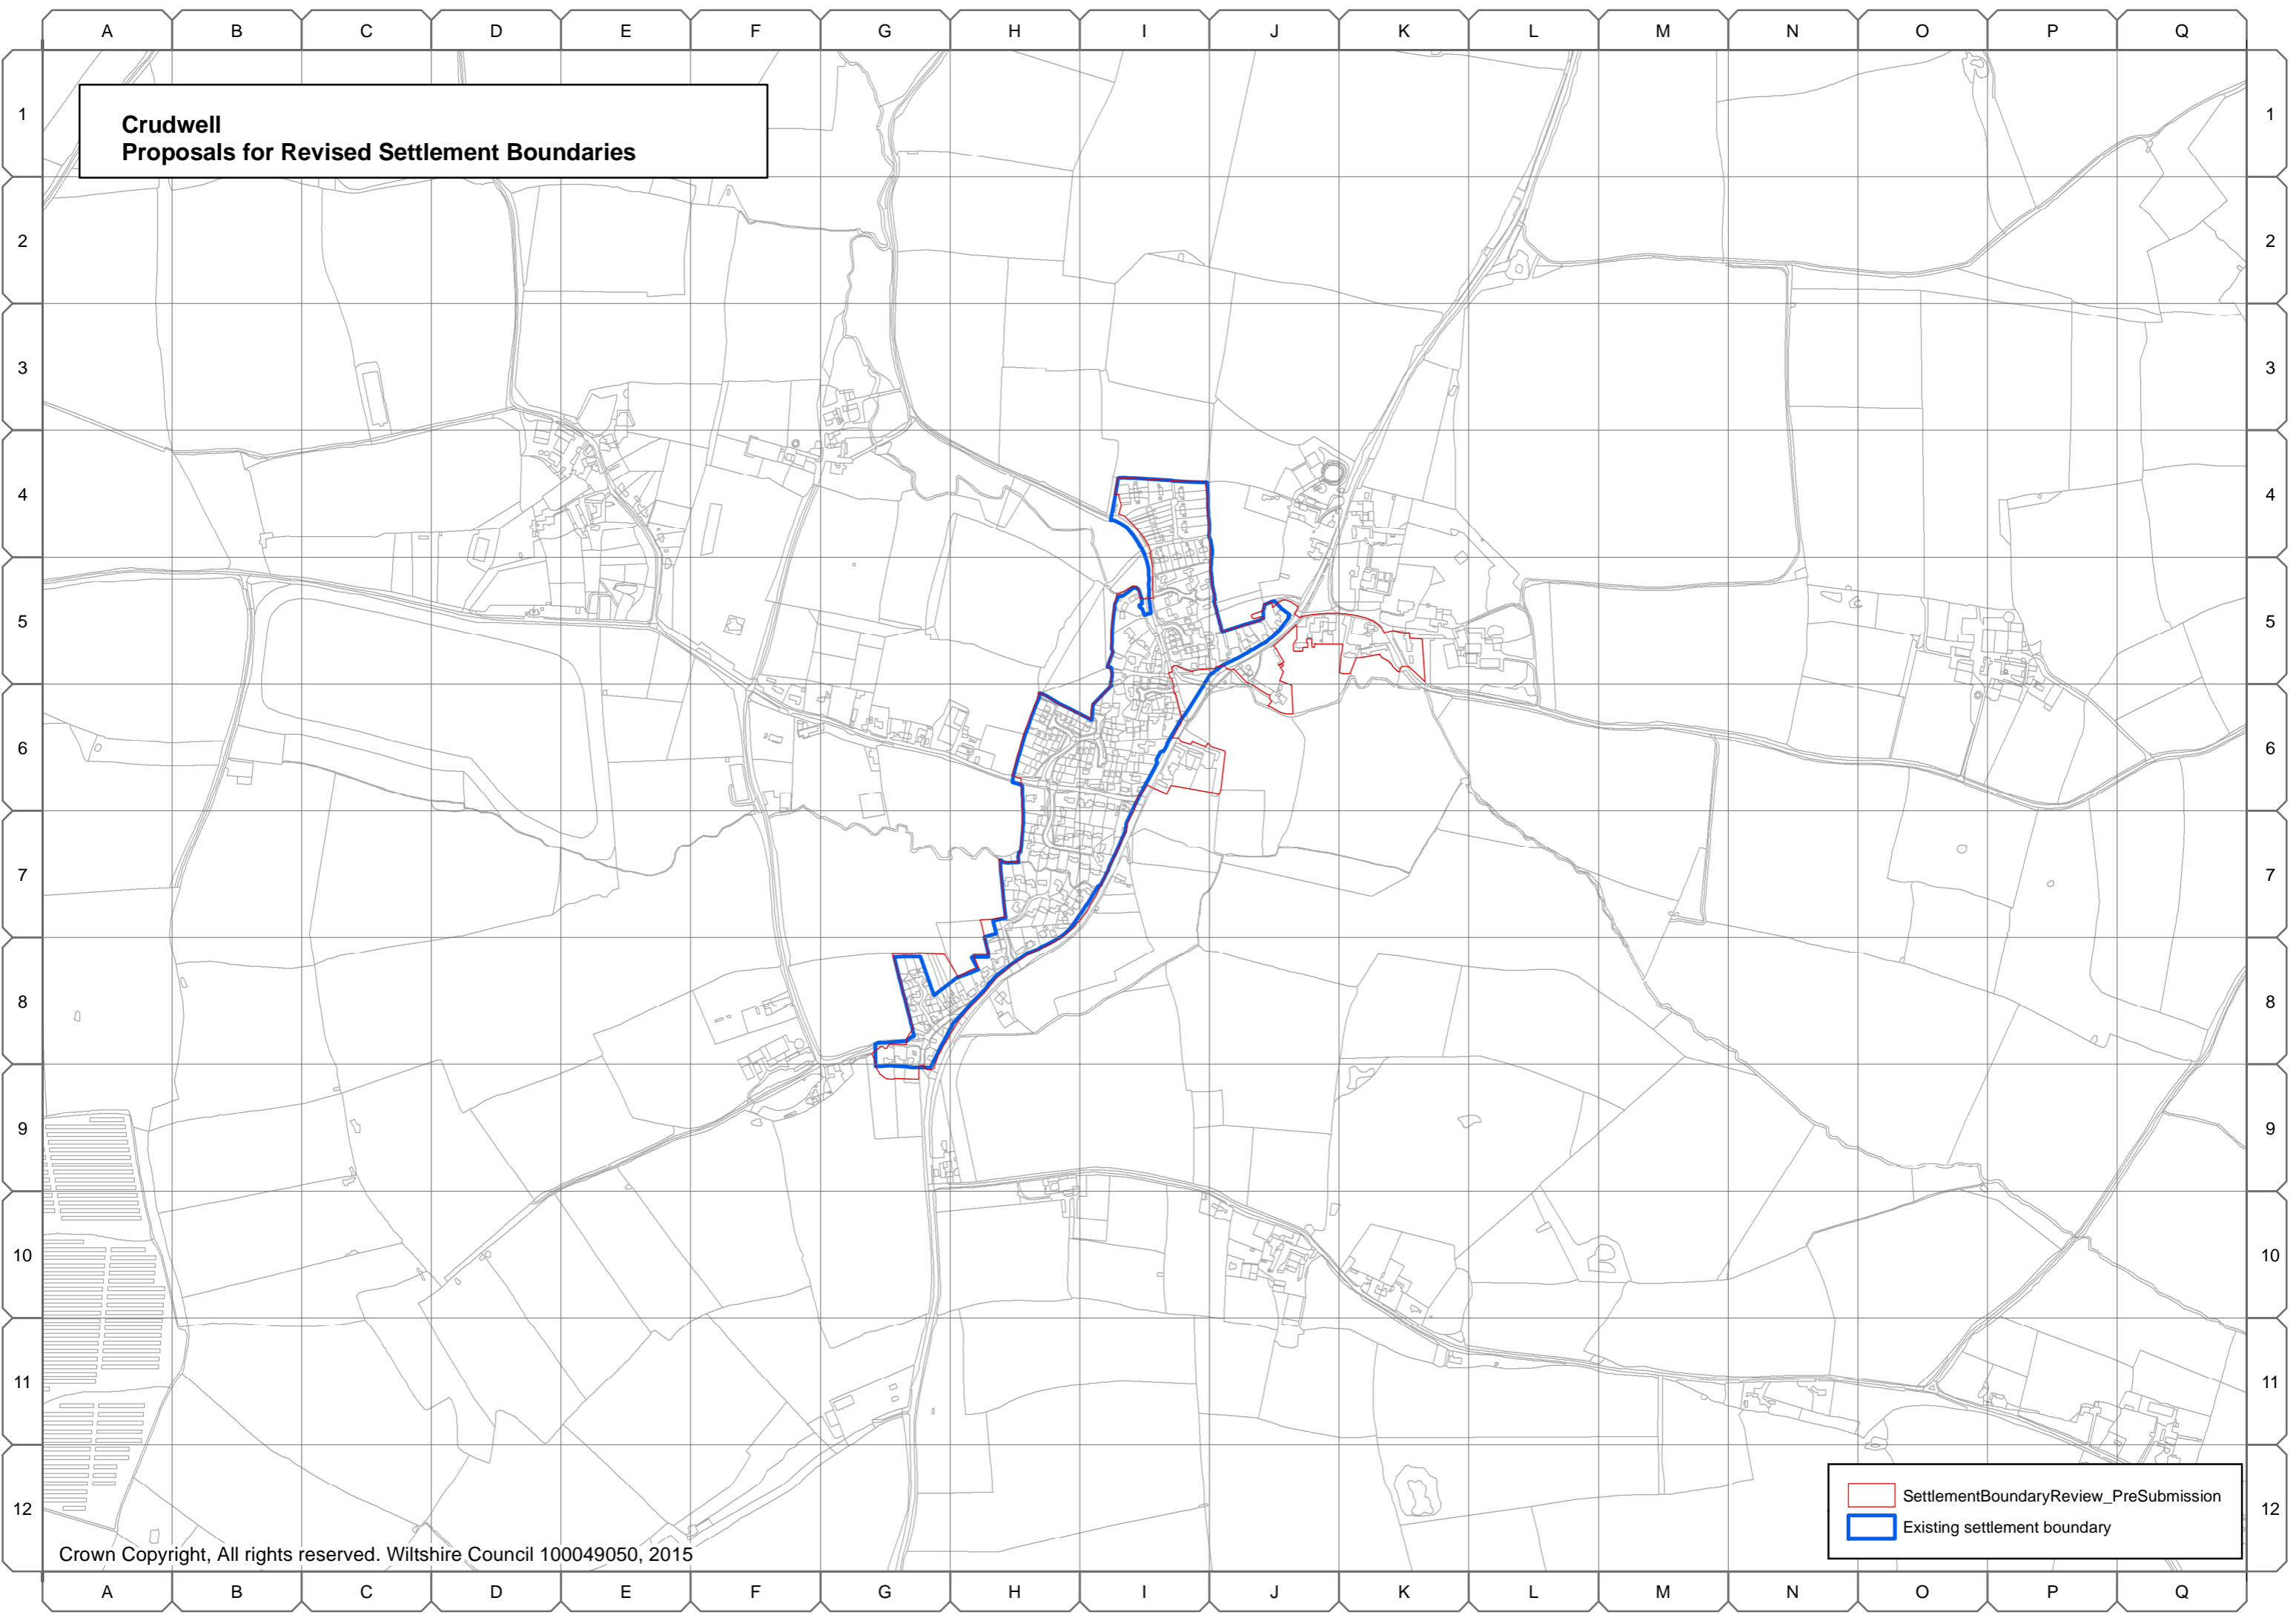 A B C D E F G H I J K L M N O P Q
Crudwell
Proposals for Revised Settlement Boundaries
1 1
2 2
3 3
4 4
5 5
6 6
7 7
8 8
9 9
10 10
11 11
12 12
SettlementBoundaryReview_PreSubmission
Existing settlement boundary
Crown Copyright, All rights reserved. Wiltshire Council 100049050, 2015
A B C D E F G H I J K L M N O P Q